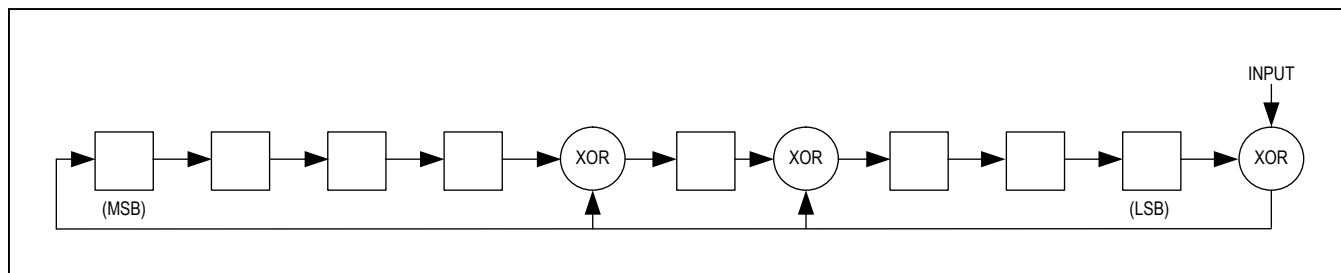 INPUT
XOR
XOR
XOR
(MSB)
(LSB)